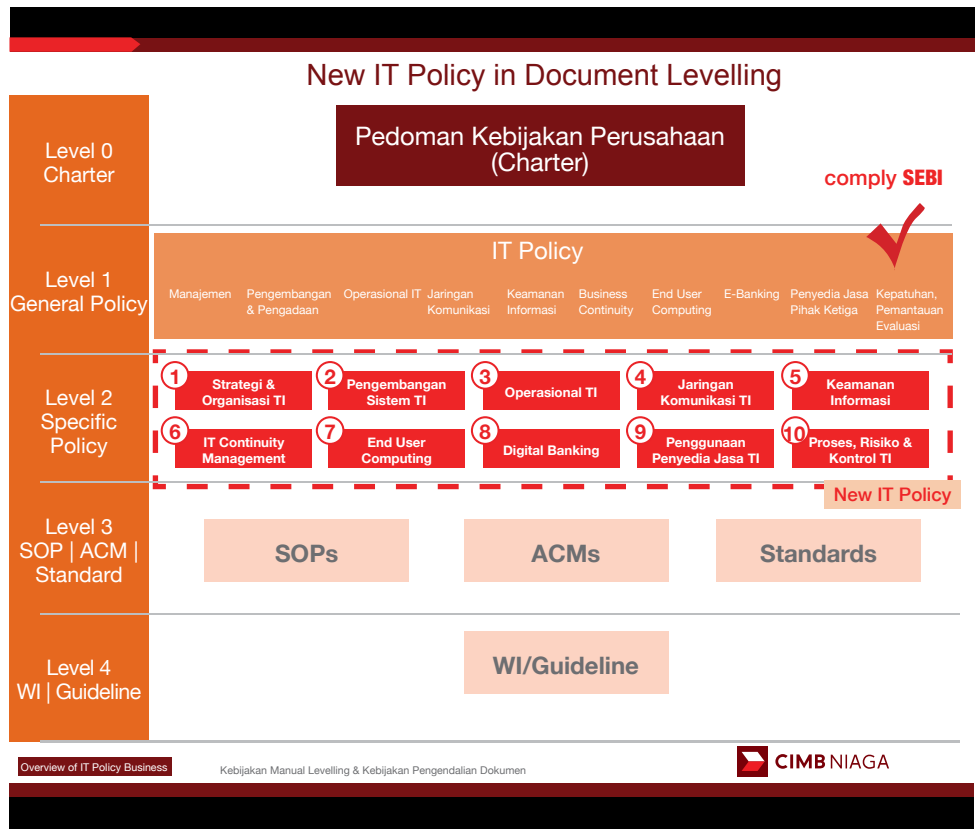 New IT Policy in Document Levelling
Level 0
Charter
Pedoman Kebijakan Perusahaan
(Charter)
comply SEBI
Level 1
General Policy
IT Policy
Manajemen
Pengembangan
& Pengadaan
Operasional IT
Jaringan
Komunikasi
Keamanan
Informasi
Business
Continuity
End User
Computing
E-Banking
Penyedia Jasa
Pihak Ketiga
Kepatuhan,
Pemantauan
Evaluasi
Level 2
Specific
Policy
1
Strategi &
Organisasi TI
2
Pengembangan
Sistem TI
3
Operasional TI
4
Jaringan
Komunikasi TI
5
Keamanan
Informasi
6
IT Continuity
Management
7
End User
Computing
8
Digital Banking
9
Penggunaan
Penyedia Jasa TI
10
Proses, Risiko &
Kontrol TI
New IT Policy
Level 3
SOP | ACM |
Standard
SOPs
ACMs
Standards
Level 4
WI | Guideline
WI/Guideline
Overview of IT Policy Business
Kebijakan Manual Levelling & Kebijakan Pengendalian Dokumen
CIMB NIAGA